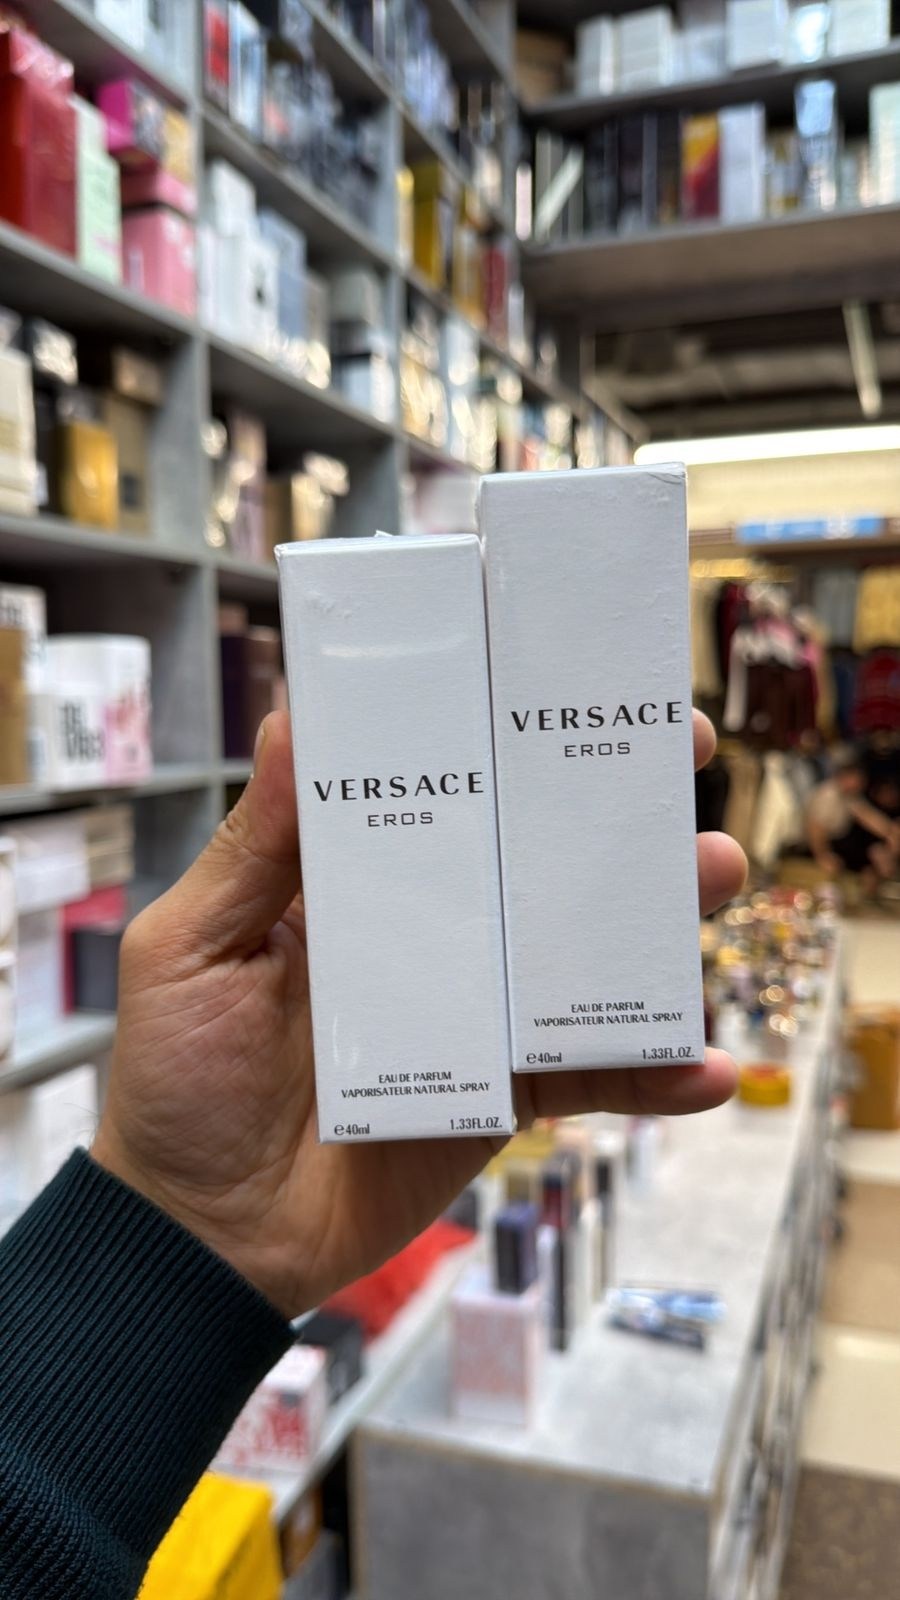 VERSACE
EROS
EAU DE PARFUM
VAPORISATEUR NATURAL SPRAY
℮40ml 1.33FL.OZ.
VERSACE
EROS
EAU DE PARFUM
VAPORISATEUR NATURAL SPRAY
℮40ml 1.33FL.OZ.